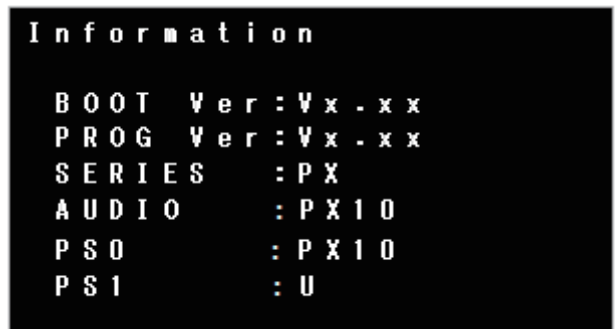 Information
BOOT Ver:Vx.xx
PROG Ver:Vx.xx
SERIES :PX
AUDIO :PX10
PS0 :PX10
PS1 :U